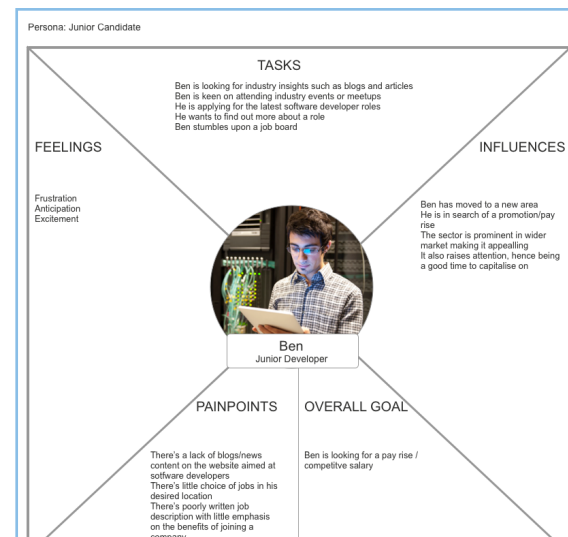 Persona: Junior Candidate
TASKS
Ben is looking for industry insights such as blogs and articles
Ben is keen on attending industry events or meetups
He is applying for the latest software developer roles
He wants to find out more about a role
Ben stumbles upon a job board
FEELINGS
Frustration
Anticipation
Excitement
INFLUENCES
Ben has moved to a new area
He is in search of a promotion/pay
rise
The sector is prominent in wider
market making it appealling
It also raises attention, hence being
a good time to capitalise on
Ben
Junior Developer
PAINPOINTS
There's a lack of blogs/news
content on the website aimed at
sotfware developers
There's little choice of jobs in his
desired location
There's poorly written job
description with little emphasis
on the benefits of joining a
company
OVERALL GOAL
Ben is looking for a pay rise /
competitve salary